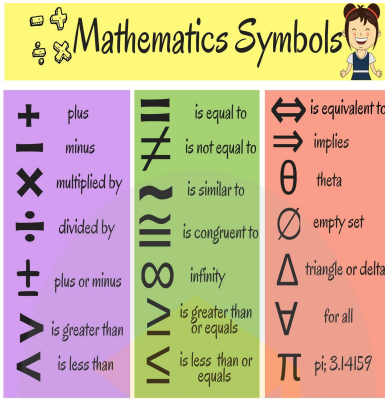 Mathematics Symbols
+ plus
− minus
× multiplied by
÷ divided by
± plus or minus
> is greater than
< is less than
= is equal to
≠ is not equal to
~ is similar to
≅ is congruent to
∞ infinity
≥ is greater than
or equals
≤ is less than or
equals
⇔ is equivalent to
⇒ implies
θ theta
∅ empty set
Δ triangle or delta
∀ for all
π pi; 3.14159